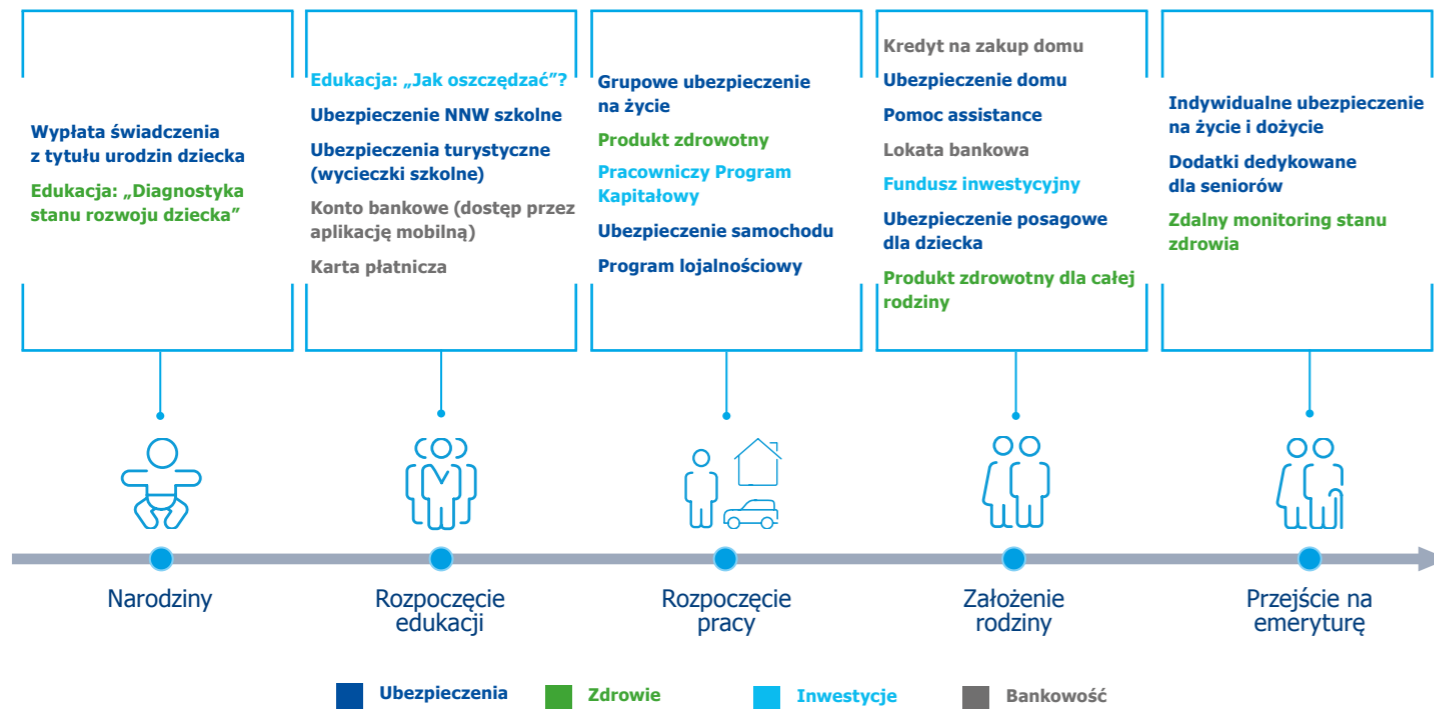 Wypłata świadczenia
z tytułu urodzin dziecka
Edukacja: „Diagnostyka
stanu rozwoju dziecka”
Edukacja: „Jak oszczędzać”?
Ubezpieczenie NNW szkolne
Ubezpieczenia turystyczne
(wycieczki szkolne)
Konto bankowe (dostęp przez
aplikację mobilną)
Karta płatnicza
Grupowe ubezpieczenie
na życie
Produkt zdrowotny
Pracowniczy Program
Kapitałowy
Ubezpieczenie samochodu
Program lojalnościowy
Kredyt na zakup domu
Ubezpieczenie domu
Pomoc assistance
Lokata bankowa
Fundusz inwestycyjny
Ubezpieczenie posagowe
dla dziecka
Produkt zdrowotny dla całej
rodziny
Indywidualne ubezpieczenie
na życie i dożycie
Dodatki dedykowane
dla seniorów
Zdalny monitoring stanu
zdrowia
Narodziny
Rozpoczęcie
edukacji
Rozpoczęcie
pracy
Założenie
rodziny
Przejście na
emeryturę
Ubezpieczenia
Zdrowie
Inwestycje
Bankowość